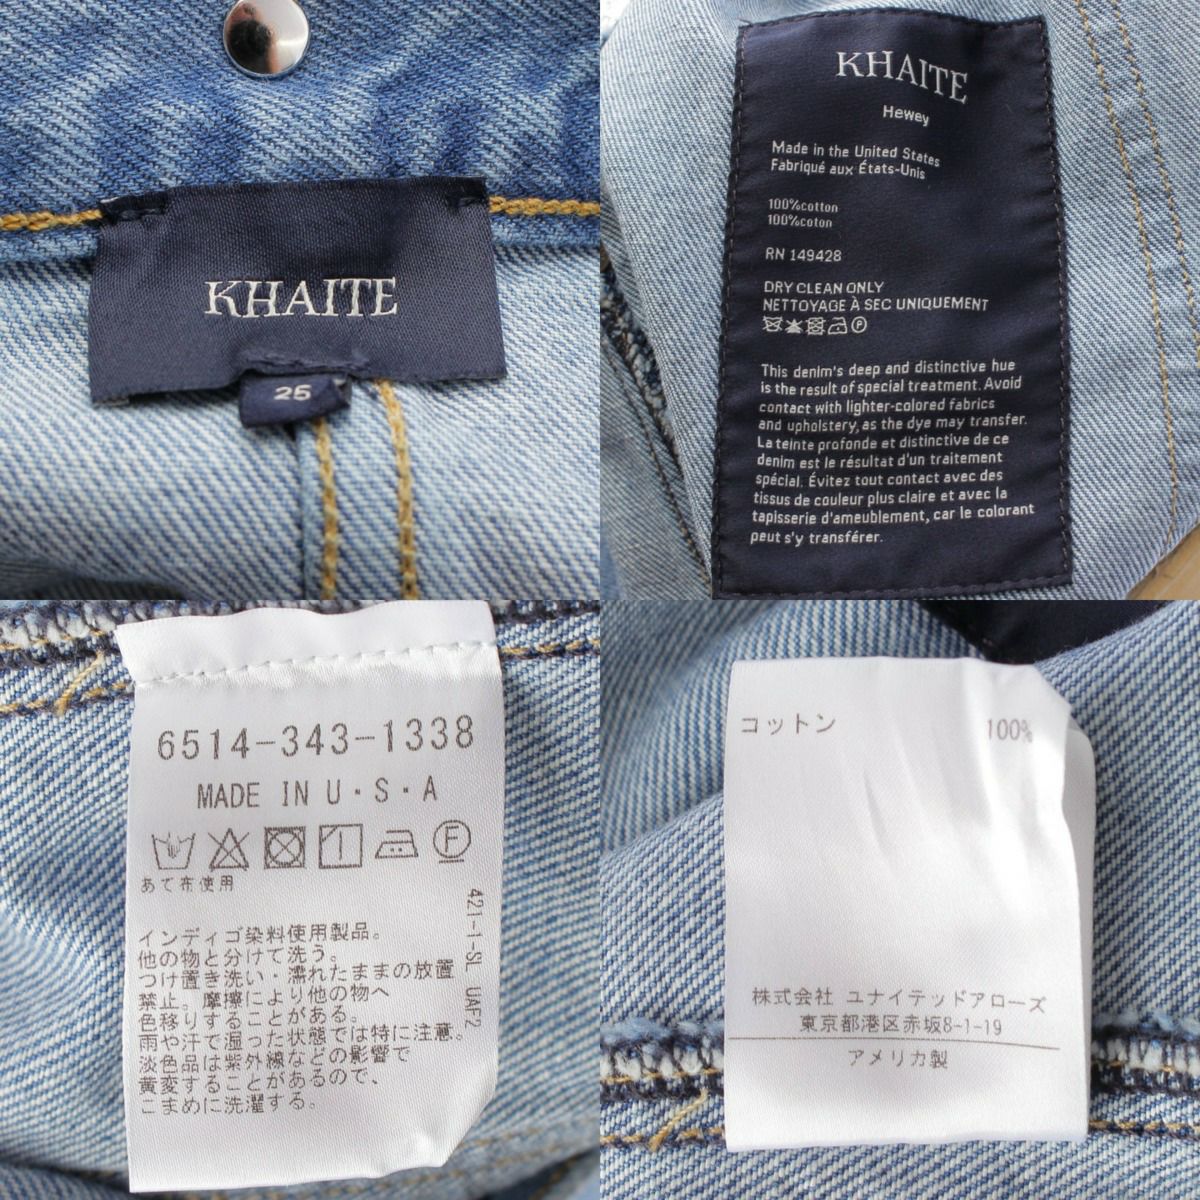 KHAITE
25
KHAITE
Hewey
Made in the United States
Fabriqué aux États-Unis
100%cotton
100%coton
RN 149428
DRY CLEAN ONLY
NETTOYAGE À SEC UNIQUEMENT
This denim's deep and distinctive hue
is the result of special treatment. Avoid
contact with lighter-colored fabrics
and upholstery, as the dye may transfer.
La teinte profonde et distinctive de ce
denim est le résultat d'un traitement
spécial. Évitez tout contact avec des
tissus de couleur plus claire et avec la
tapisserie d'ameublement, car le colorant
peut s'y transférer.
6514-343-1338
MADE IN U・S・A
F
あて布使用
421-1-SL UAF2
インディゴ染料使用製品。
他の物と分けて洗う。
つけ置き洗い・濡れたままの放置
禁止。摩擦により他の物へ
色移りすることがある。
雨や汗で湿った状態では特に注意。
淡色品は紫外線などの影響で
黄変することがあるので、
こまめに洗濯する。
コットン 100%
株式会社 ユナイテッドアローズ
東京都港区赤坂8-1-19
アメリカ製